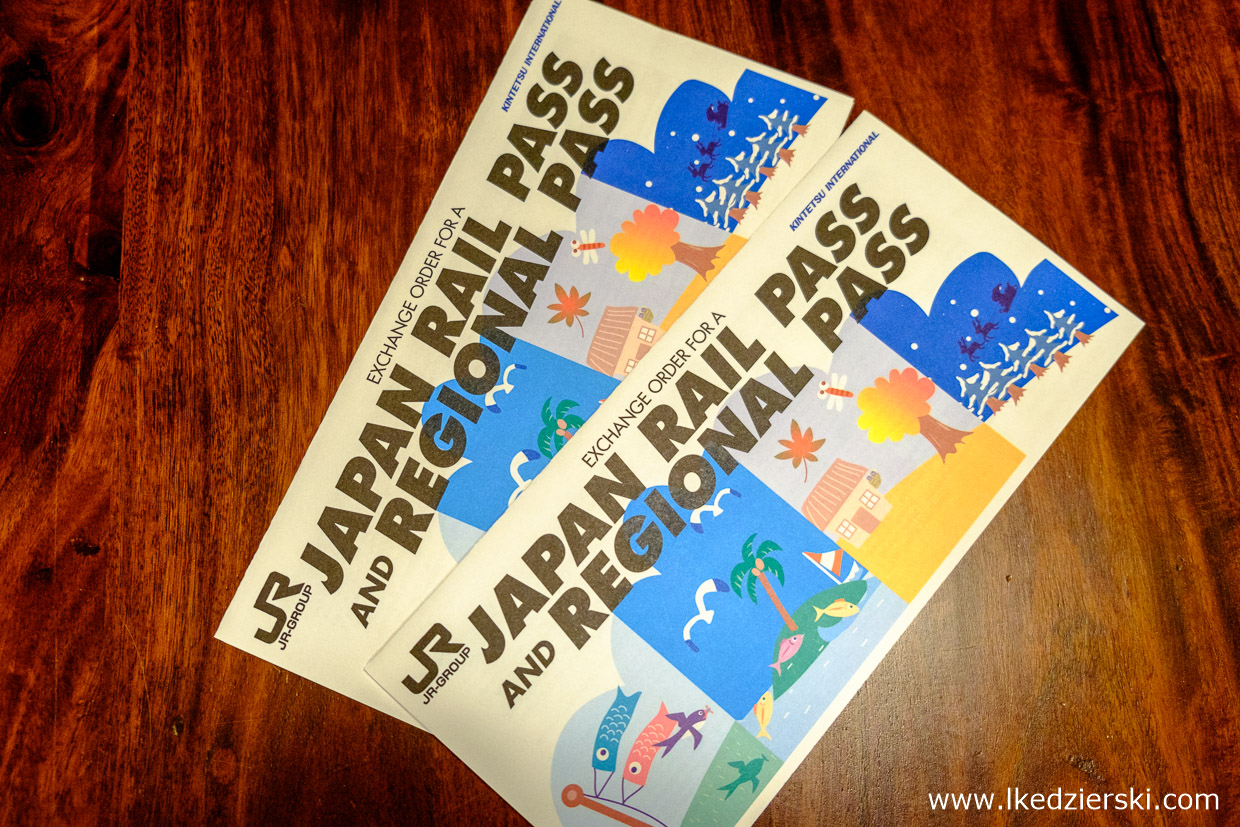 KINTETSU INTERNATIONAL
EXCHANGE ORDER FOR A
JAPAN RAIL PASS
AND REGIONAL PASS
JR
JR-GROUP
KINTETSU INTERNATIONAL
EXCHANGE ORDER FOR A
JAPAN RAIL PASS
AND REGIONAL PASS
JR
JR-GROUP
www.lkedzierski.com